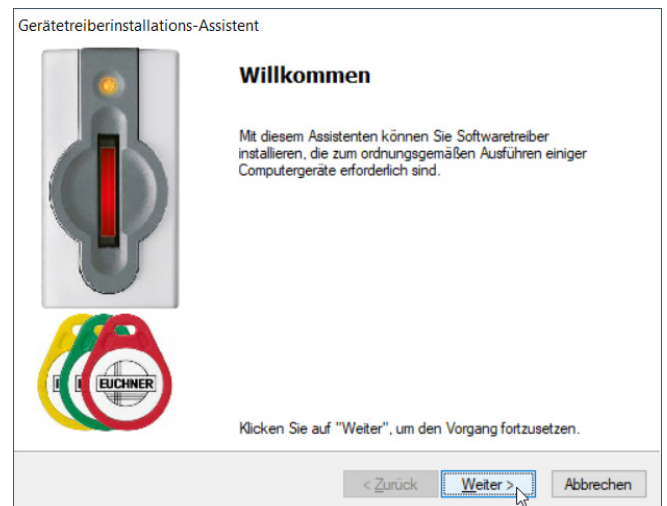 Gerätetreiberinstallations-Assistent
Willkommen
Mit diesem Assistenten können Sie Softwaretreiber
installieren, die zum ordnungsgemäßen Ausführen einiger
Computergeräte erforderlich sind.
EUCHNER
Klicken Sie auf "Weiter", um den Vorgang fortzusetzen.
< Zurück Weiter > Abbrechen